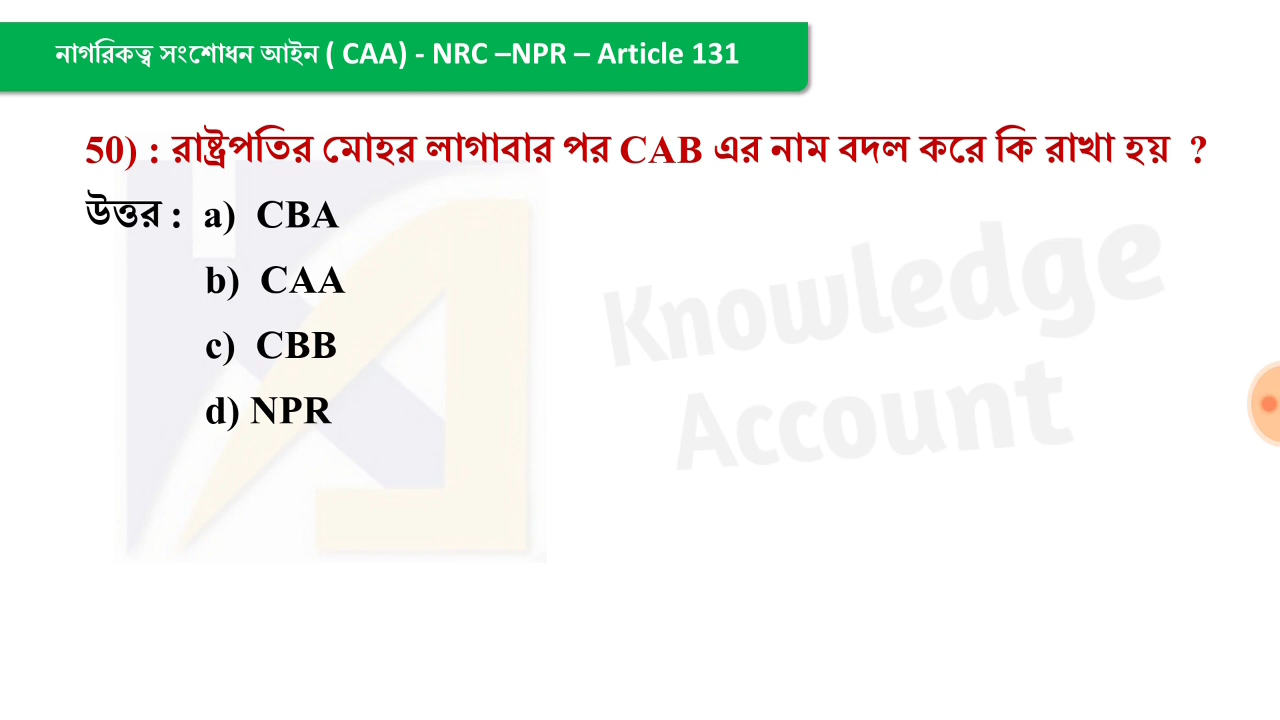 নাগরিকত্ব সংশোধন আইন ( CAA) - NRC –NPR – Article 131
50) : রাষ্ট্রপতির মোহর লাগাবার পর CAB এর নাম বদল করে কি রাখা হয় ?
উত্তর : a) CBA
b) CAA
c) CBB
d) NPR
Knowledge
Account